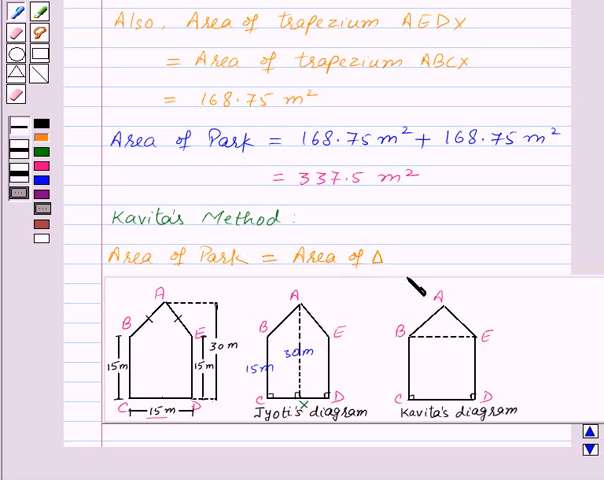 Also, Area of trapezium AEDX
= Area of trapezium ABCX
= 168.75 m²
Area of Park = 168.75 m² + 168.75 m²
= 337.5 m²
Kavita's Method :
Area of Park = Area of Δ
A
B
E
15m
15m
30m
C
15m
D
A
B
E
15m
30m
C
X
D
Jyoti's diagram
A
B
E
C
D
Kavita's diagram